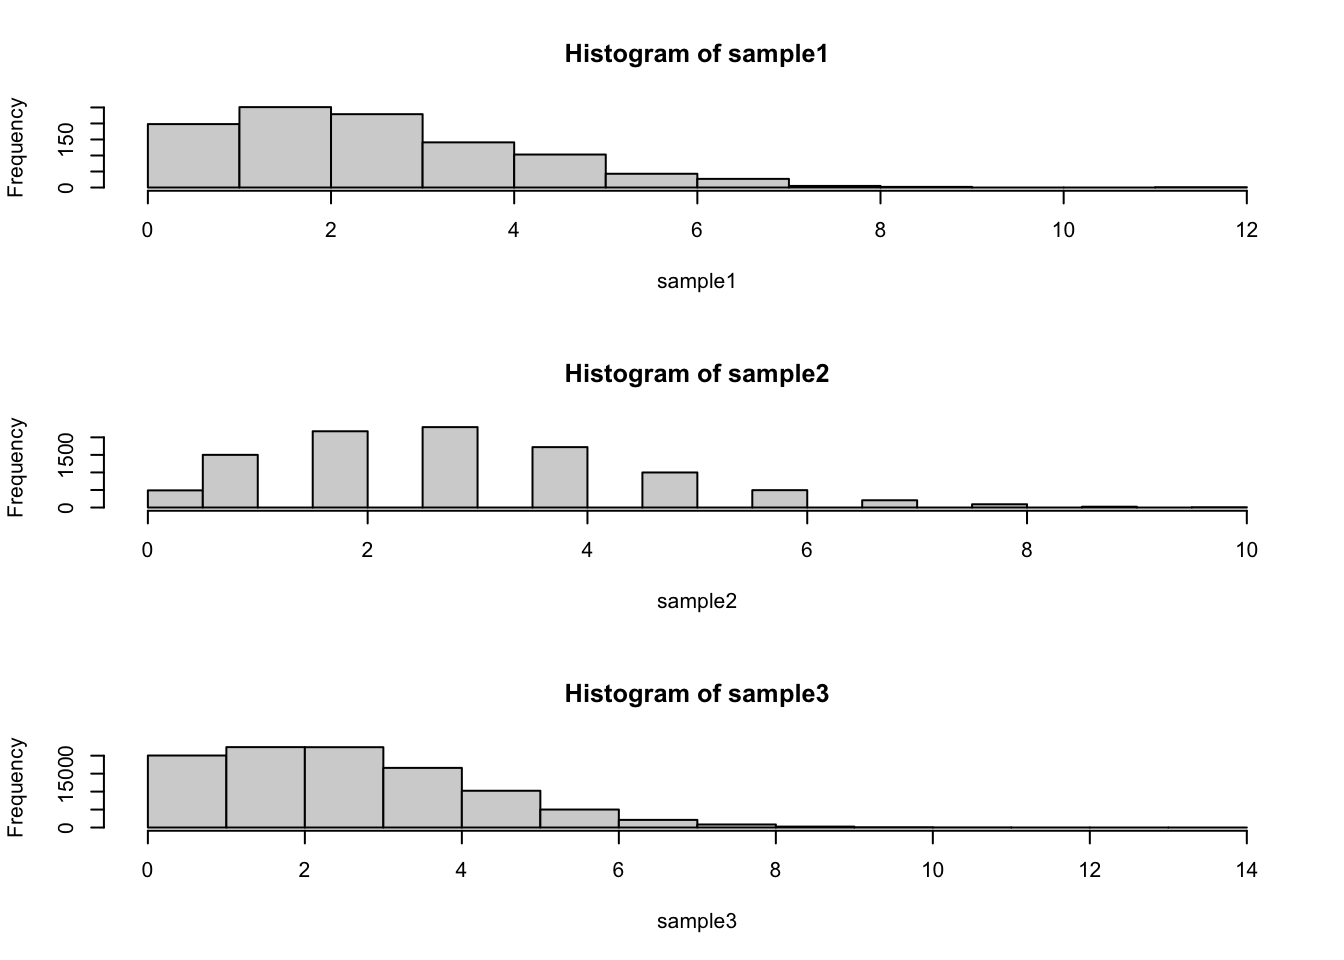 Histogram of sample1
Frequency
0 150
0 2 4 6 8 10 12
sample1
Histogram of sample2
Frequency
0 1500
0 2 4 6 8 10
sample2
Histogram of sample3
Frequency
0 15000
0 2 4 6 8 10 12 14
sample3